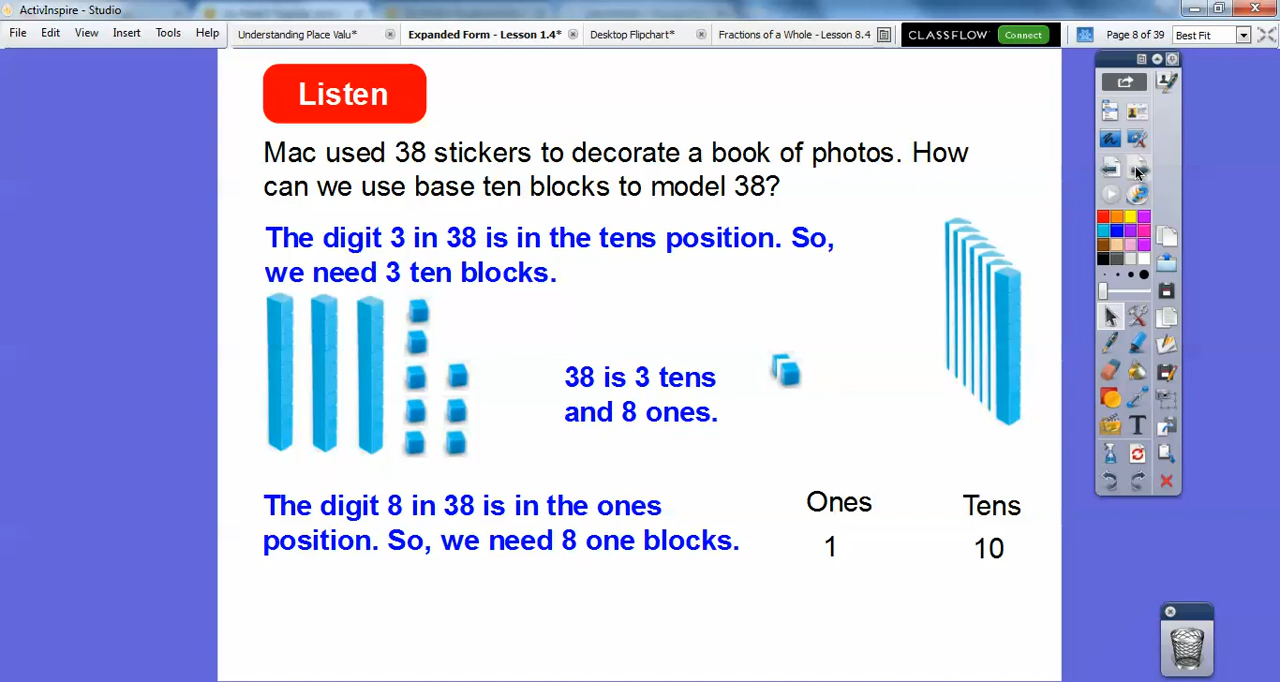 ActivInspire - Studio
File Edit View Insert Tools Help
Understanding Place Valu* Expanded Form - Lesson 1.4* Desktop Flipchart* Fractions of a Whole - Lesson 8.4
CLASSFLOW Connect
Page 8 of 39 Best Fit
Listen
Mac used 38 stickers to decorate a book of photos. How
can we use base ten blocks to model 38?
The digit 3 in 38 is in the tens position. So,
we need 3 ten blocks.
38 is 3 tens
and 8 ones.
The digit 8 in 38 is in the ones
position. So, we need 8 one blocks.
Ones Tens
1 10